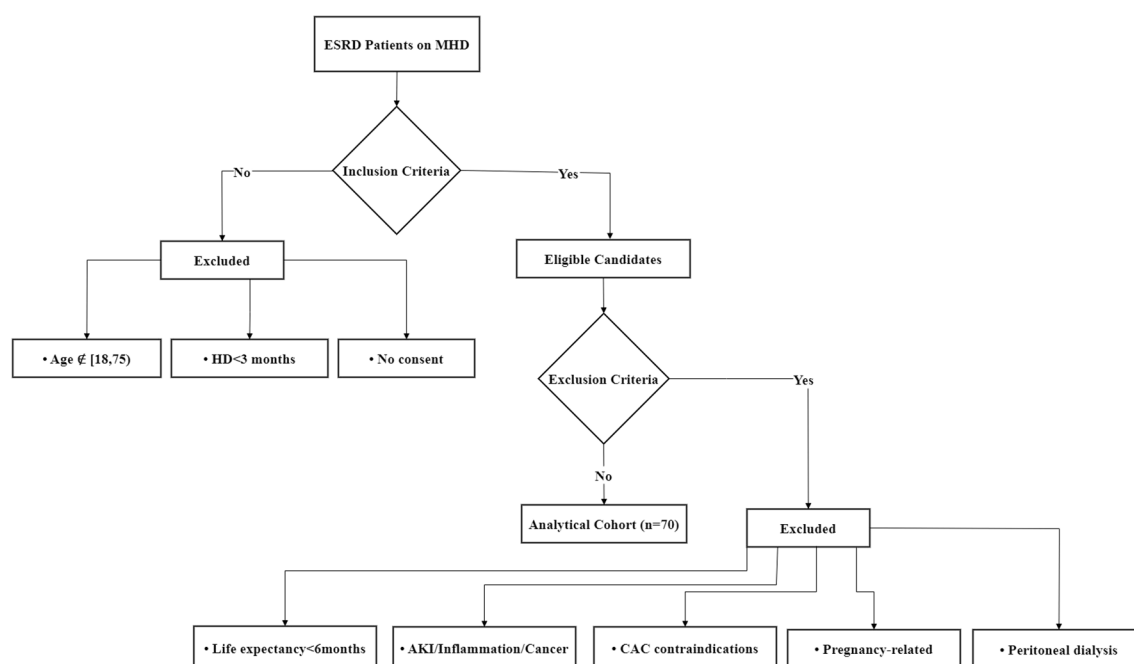 ESRD Patients on MHD
Inclusion Criteria
No
Yes
Excluded
Eligible Candidates
• Age ∉ [18,75)
• HD<3 months
• No consent
Exclusion Criteria
Yes
No
Analytical Cohort (n=70)
Excluded
• Life expectancy<6months
• AKI/Inflammation/Cancer
• CAC contraindications
• Pregnancy-related
• Peritoneal dialysis